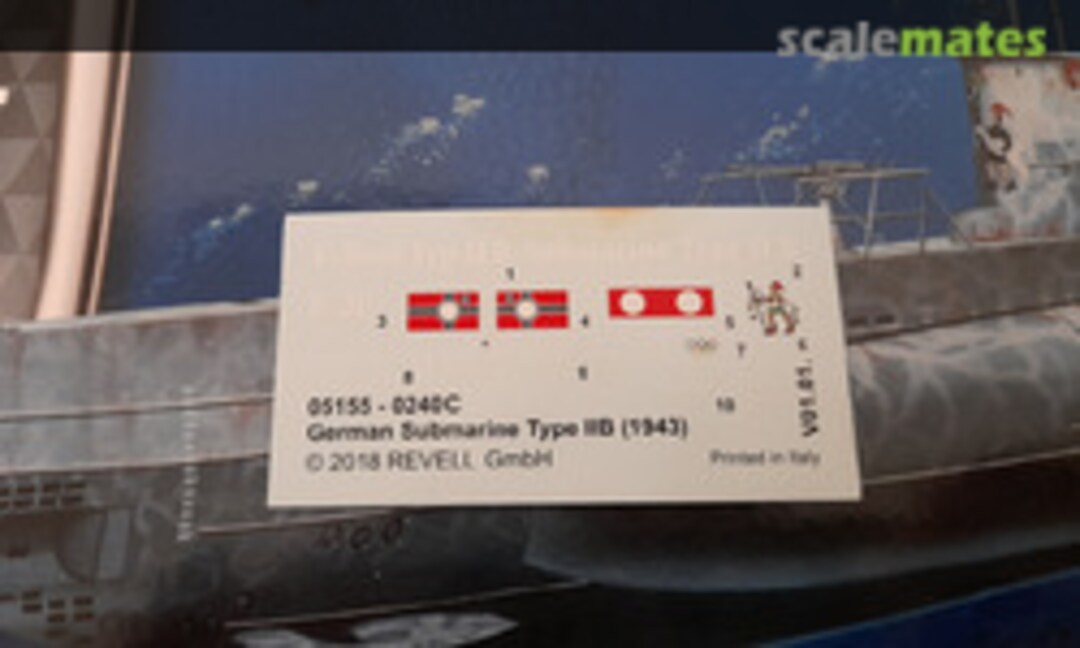 scalemates
1
2
3
4
5
7
6
8
9
10
05155 - 0240C
German Submarine Type IIB (1943)
© 2018 REVELL GmbH
Printed in Italy
V01.01.